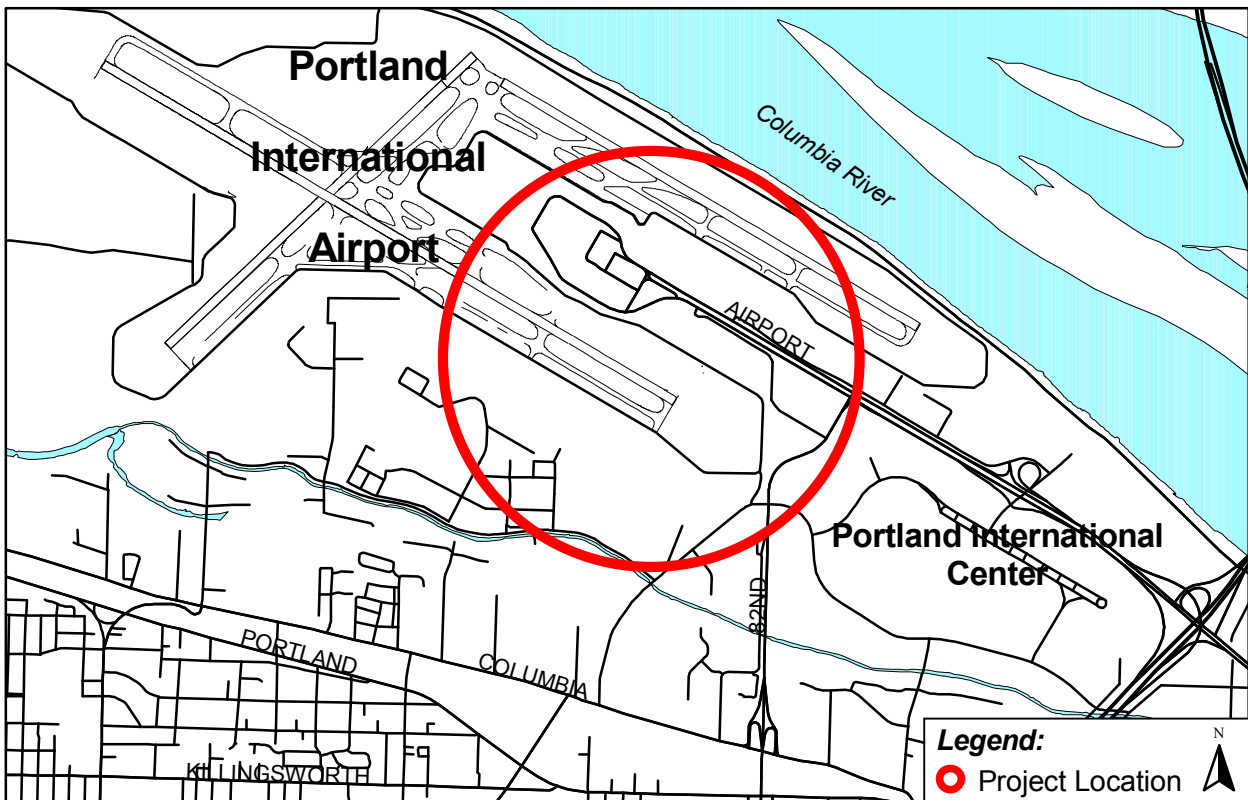 Portland
International
Airport
Columbia River
AIRPORT
Portland International
Center
82ND
PORTLAND
COLUMBIA
KILLINGSWORTH
Legend:
Project Location
N